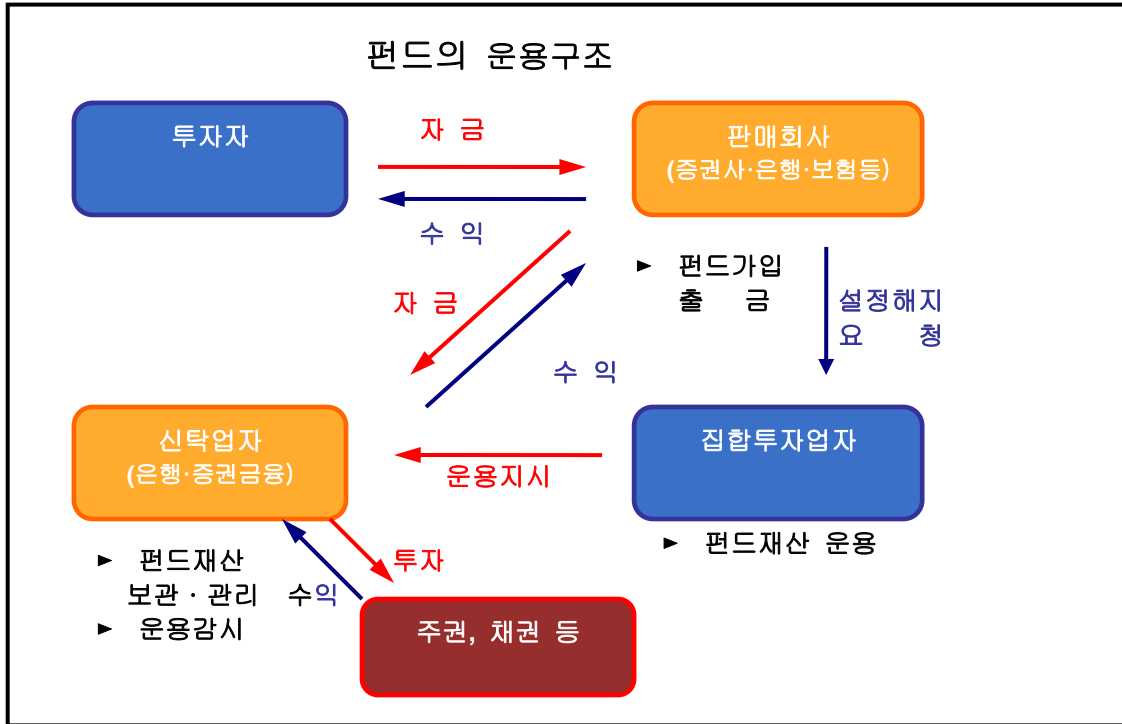 펀드의 운용구조
투자자
자 금
판매회사
(증권사·은행·보험등)
수 익
► 펀드가입
출 금
자 금
설정해지
요 청
수 익
신탁업자
(은행·증권금융)
집합투자업자
운용지시
► 펀드재산 운용
► 펀드재산
보관·관리
► 운용감시
수익
투자
주권, 채권 등